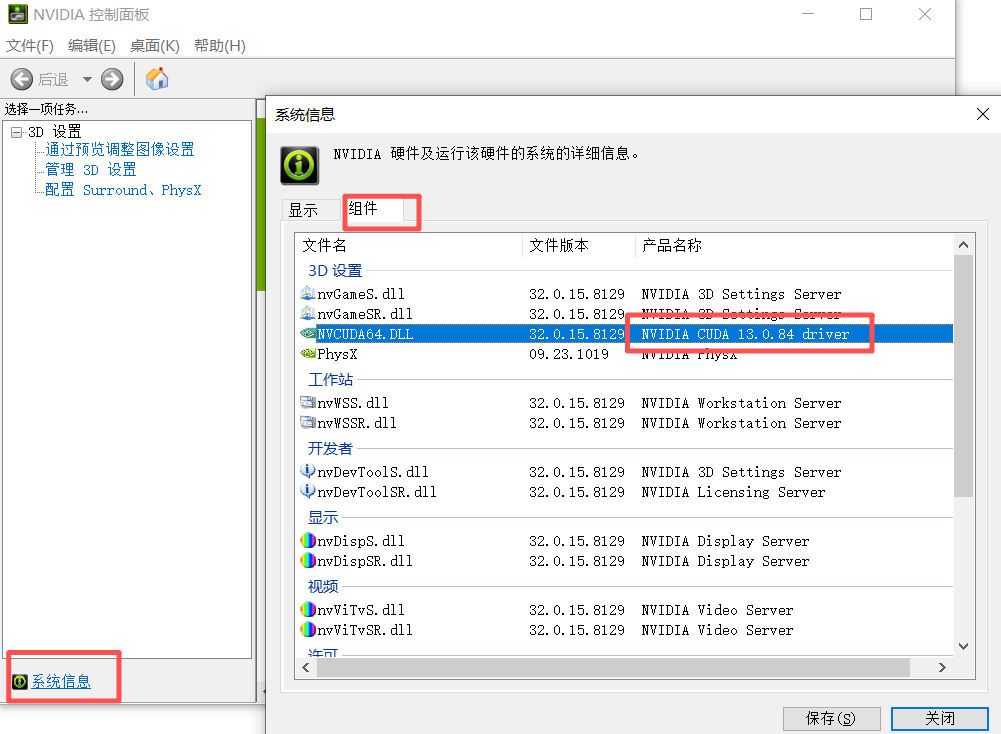 NVIDIA 控制面板
文件(F) 编辑(E) 桌面(K) 帮助(H)
后退
选择一项任务...
3D 设置
通过预览调整图像设置
管理 3D 设置
配置 Surround、PhysX
系统信息
系统信息
NVIDIA 硬件及运行该硬件的系统的详细信息。
显示 组件
文件名 文件版本 产品名称
3D 设置
nvGameS.dll 32.0.15.8129 NVIDIA 3D Settings Server
nvGameSR.dll 32.0.15.8129 NVIDIA 3D Settings Server
NVCUDA64.DLL 32.0.15.8129 NVIDIA CUDA 13.0.84 driver
PhysX 09.23.1019 NVIDIA PhysX
工作站
nvWSS.dll 32.0.15.8129 NVIDIA Workstation Server
nvWSSR.dll 32.0.15.8129 NVIDIA Workstation Server
开发者
nvDevToolS.dll 32.0.15.8129 NVIDIA 3D Settings Server
nvDevToolSR.dll 32.0.15.8129 NVIDIA Licensing Server
显示
nvDispS.dll 32.0.15.8129 NVIDIA Display Server
nvDispSR.dll 32.0.15.8129 NVIDIA Display Server
视频
nvViTvS.dll 32.0.15.8129 NVIDIA Video Server
nvViTvSR.dll 32.0.15.8129 NVIDIA Video Server
许可
保存(S) 关闭